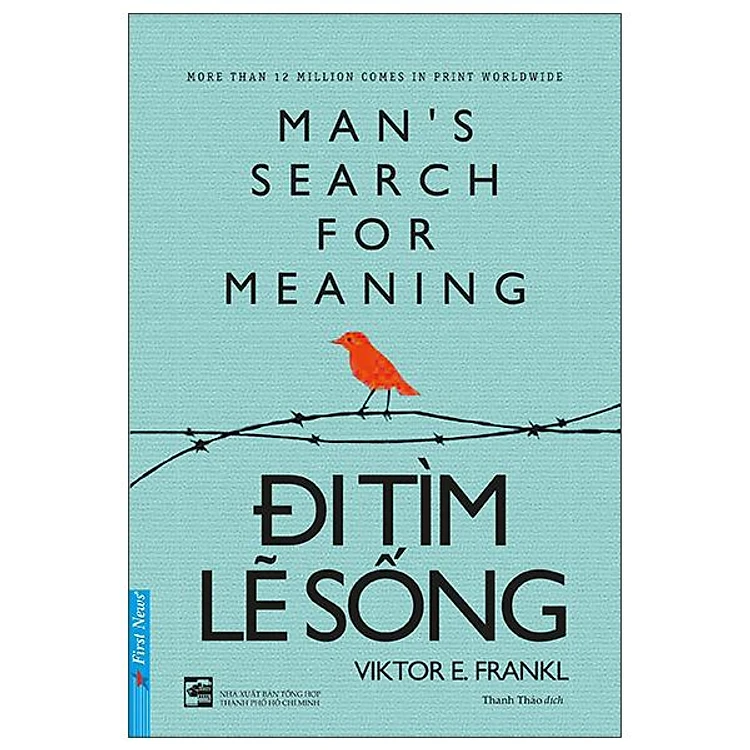 MORE THAN 12 MILLION COMES IN PRINT WORLDWIDE
MAN'S
SEARCH
FOR
MEANING
ĐI TÌM
LẼ SỐNG
VIKTOR E. FRANKL
First News
NHÀ XUẤT BẢN TỔNG HỢP
THÀNH PHỐ HỒ CHÍ MINH
Thanh Thảo dịch